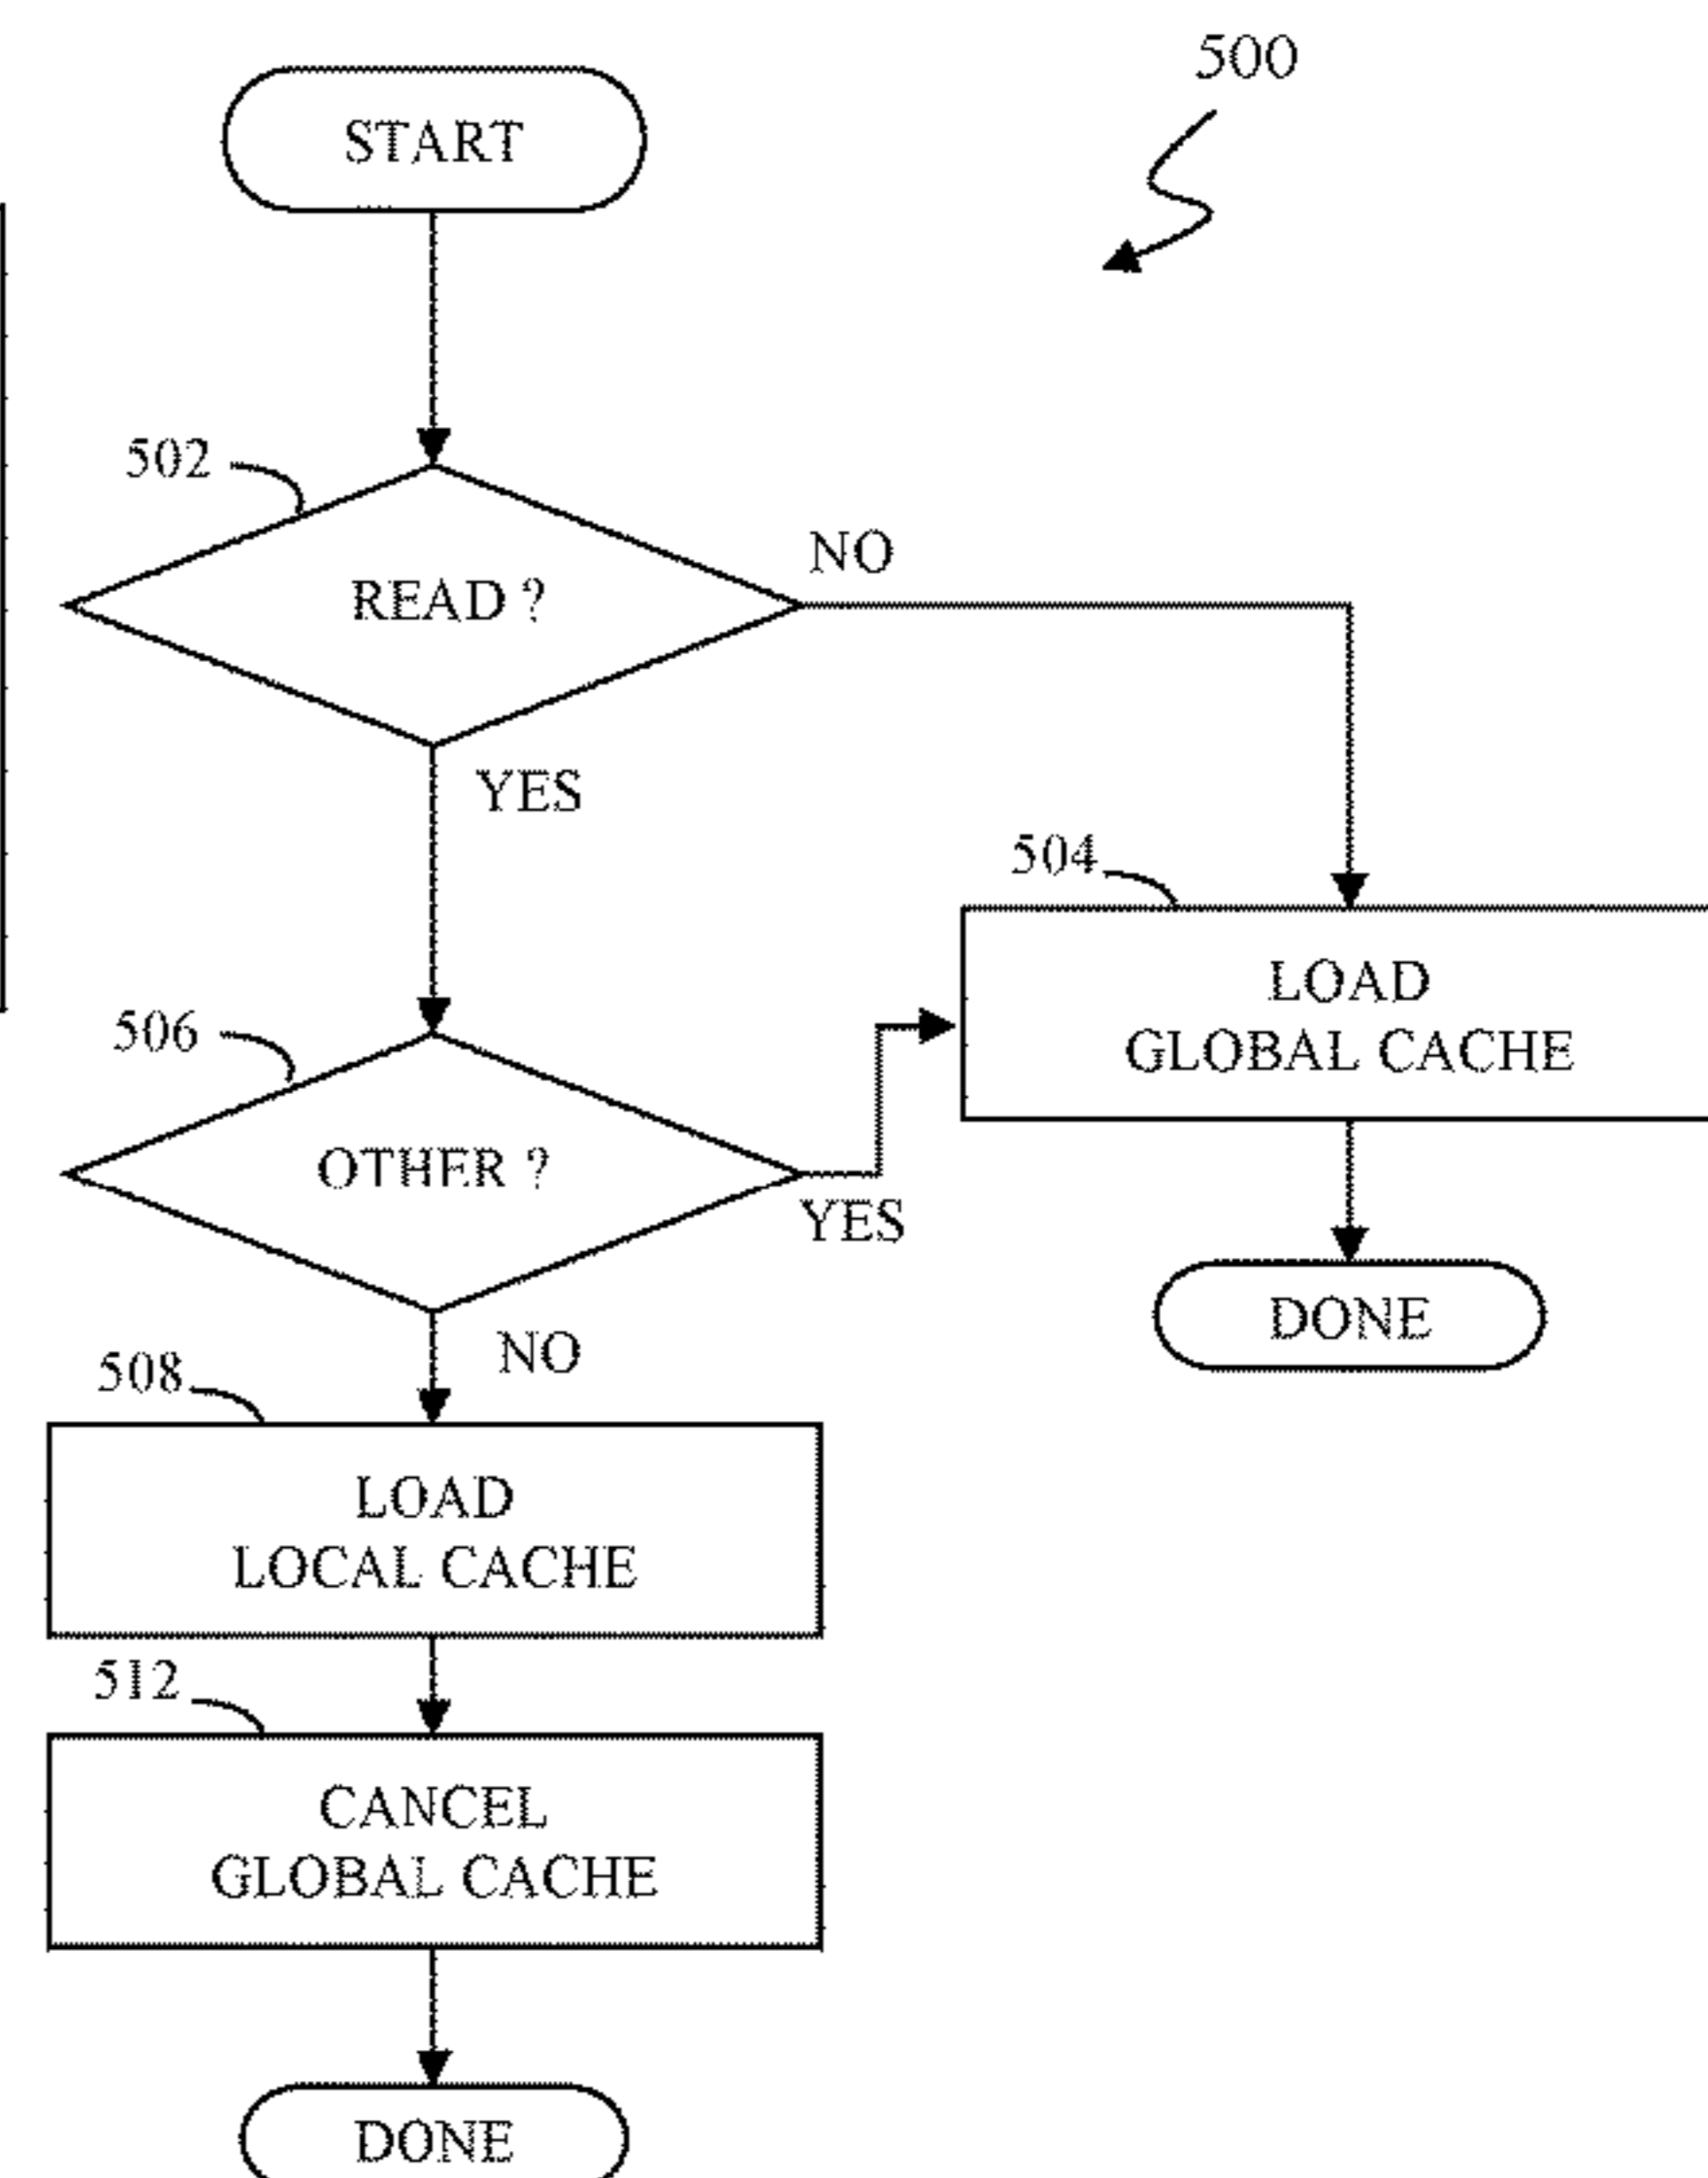 500
START
502
READ ?
NO
YES
504
LOAD
GLOBAL CACHE
506
OTHER ?
YES
DONE
NO
508
LOAD
LOCAL CACHE
512
CANCEL
GLOBAL CACHE
DONE